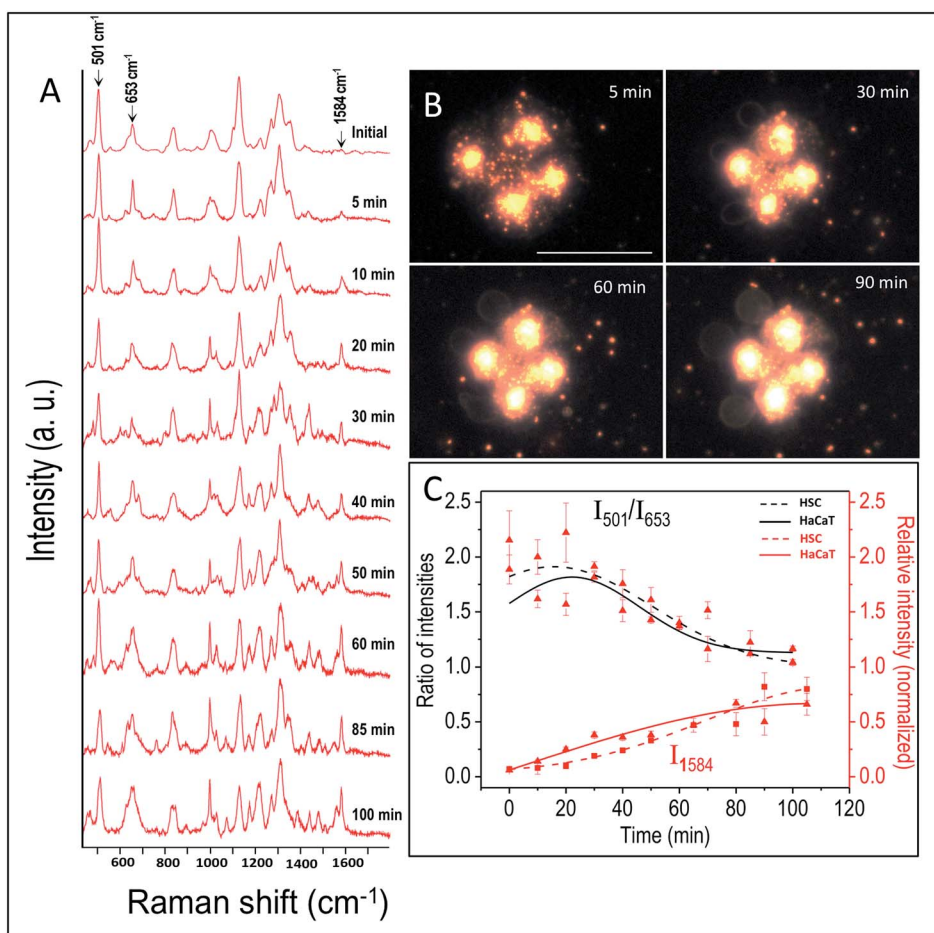 A
501 cm-1
653 cm-1
1584 cm-1
Initial
5 min
10 min
20 min
30 min
40 min
50 min
60 min
85 min
100 min
Intensity (a. u.)
600 800 1000 1200 1400 1600
Raman shift (cm-1)
B
5 min
30 min
60 min
90 min
C
I501/I653
HSC
HaCaT
HSC
HaCaT
I1584
2.5
2.0
1.5
1.0
0.5
0.0
Ratio of intensities
2.5
2.0
1.5
1.0
0.5
0.0
Relative intensity (normalized)
0 20 40 60 80 100 120
Time (min)